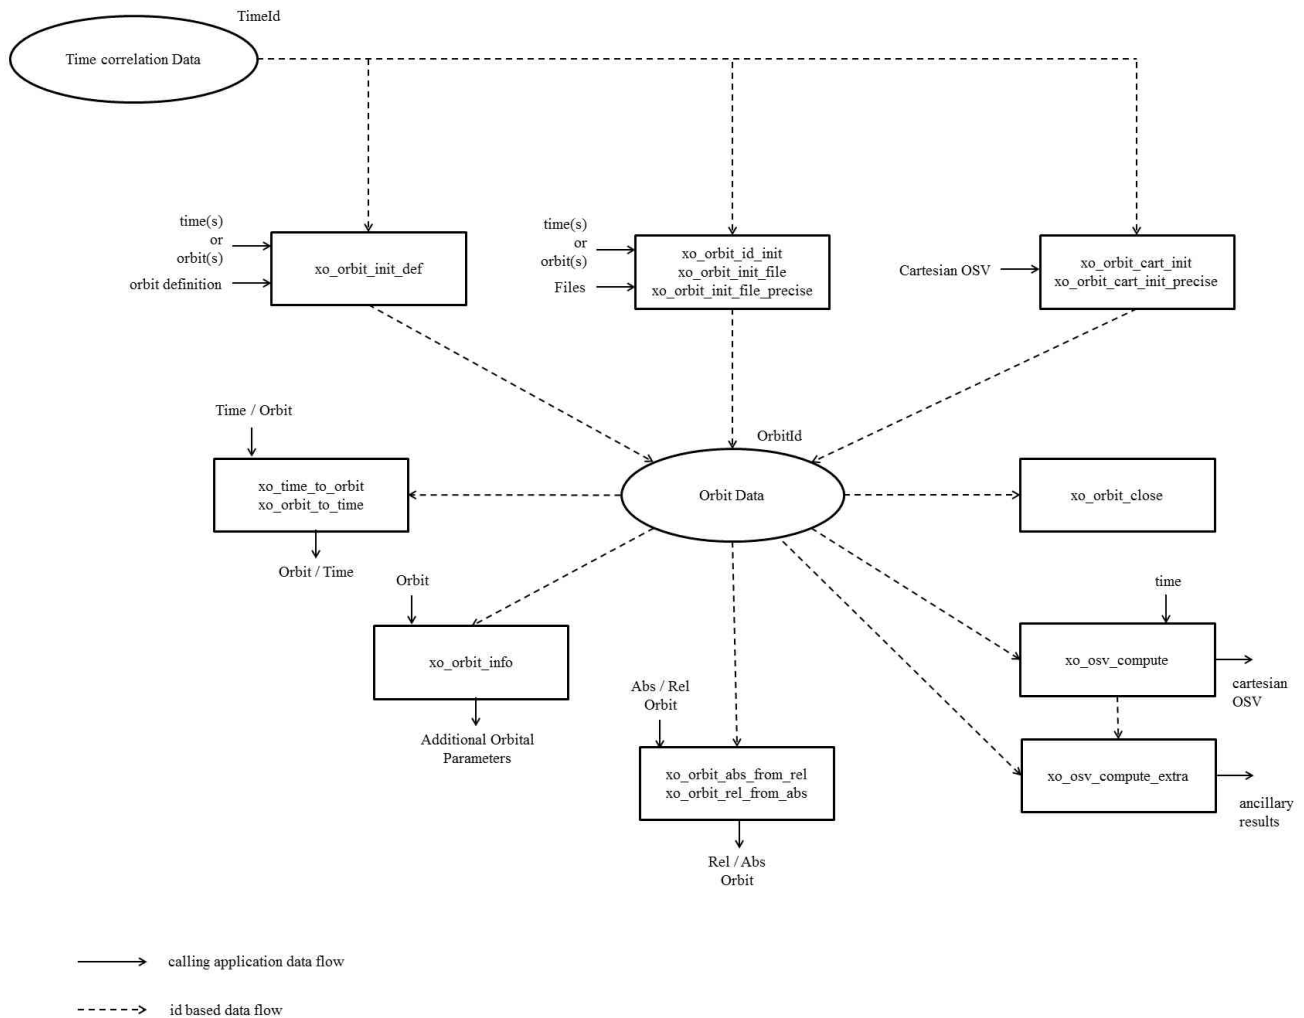 TimeId
Time correlation Data
time(s)
or
orbit(s)
orbit definition
xo_orbit_init_def
time(s)
or
orbit(s)
Files
xo_orbit_id_init
xo_orbit_init_file
xo_orbit_init_file_precise
Cartesian OSV
xo_orbit_cart_init
xo_orbit_cart_init_precise
Time / Orbit
xo_time_to_orbit
xo_orbit_to_time
Orbit / Time
OrbitId
Orbit Data
xo_orbit_close
Orbit
xo_orbit_info
Additional Orbital
Parameters
Abs / Rel
Orbit
xo_orbit_abs_from_rel
xo_orbit_rel_from_abs
Rel / Abs
Orbit
time
xo_osv_compute
cartesian
OSV
xo_osv_compute_extra
ancillary
results
calling application data flow
id based data flow